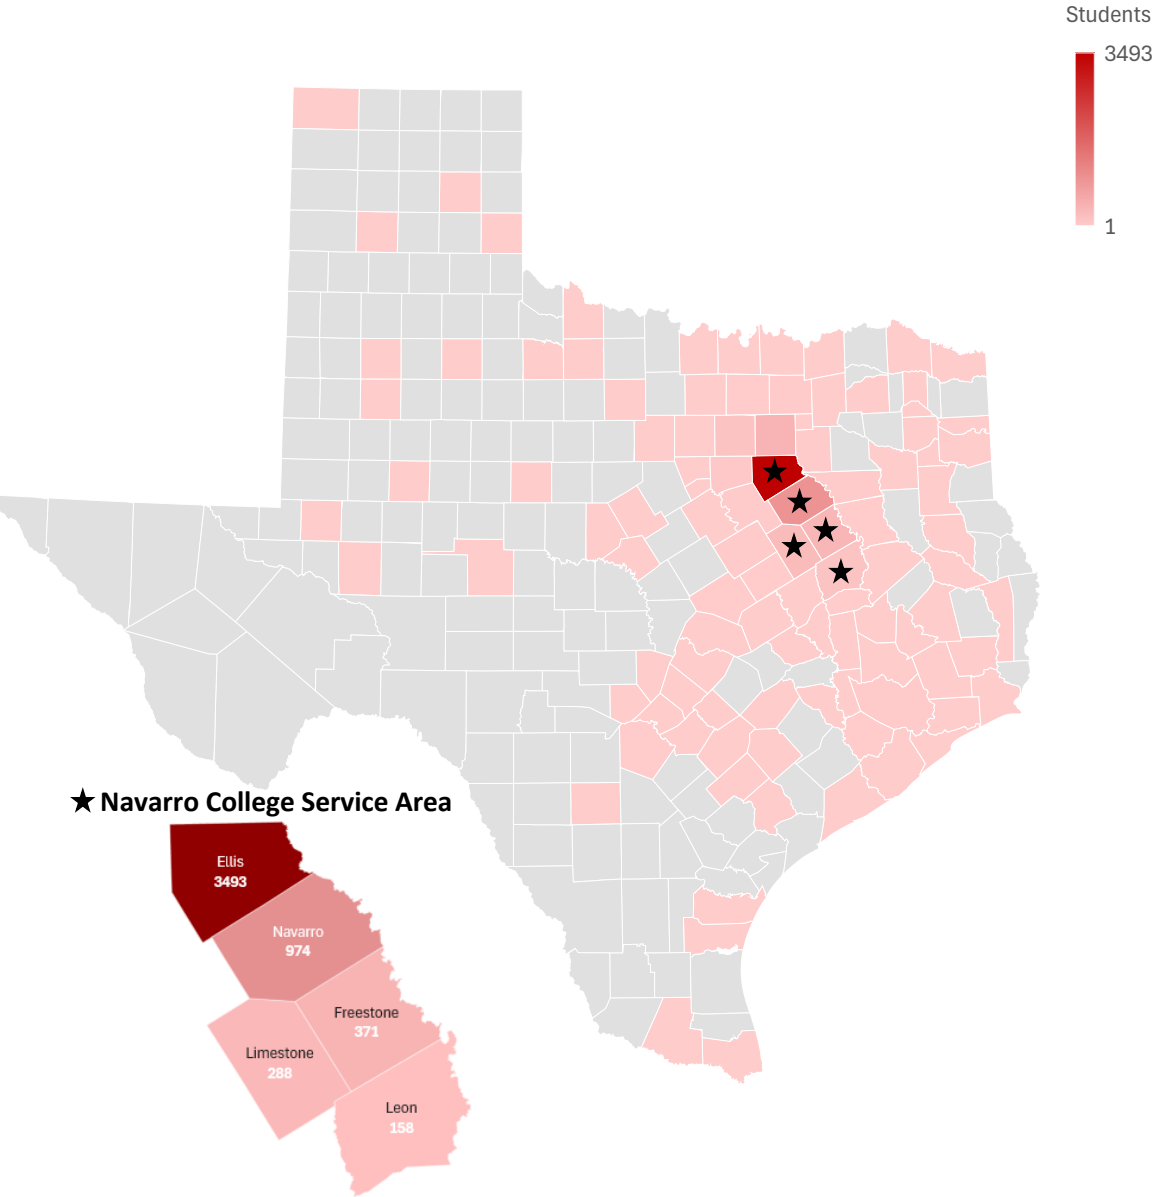 Students
3493
1
★ Navarro College Service Area
Ellis
3493
Navarro
974
Freestone
371
Limestone
288
Leon
158